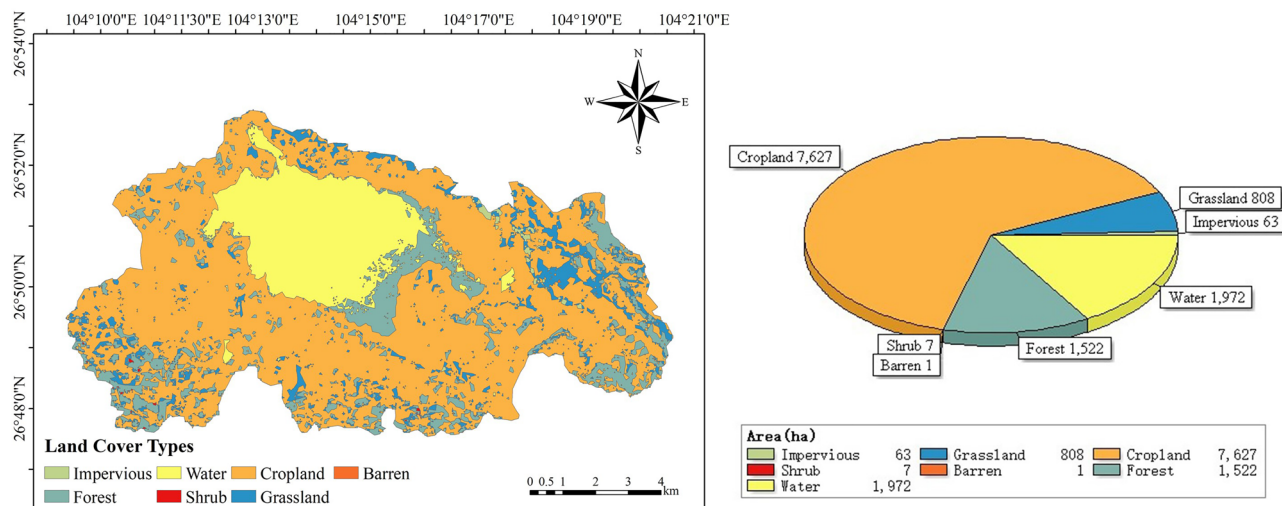 104°10'0"E 104°11'30"E 104°13'0"E 104°15'0"E 104°17'0"E 104°19'0"E 104°21'0"E
26°54'0"N
26°52'0"N
26°50'0"N
26°48'0"N
N
W E
S
Land Cover Types
Impervious Water Cropland Barren
Forest Shrub Grassland
0 0.5 1 2 3 4
km
Cropland 7,627
Grassland 808
Impervious 63
Water 1,972
Forest 1,522
Shrub 7
Barren 1
Area(ha)
Impervious 63 Grassland 808 Cropland 7,627
Shrub 7 Barren 1 Forest 1,522
Water 1,972